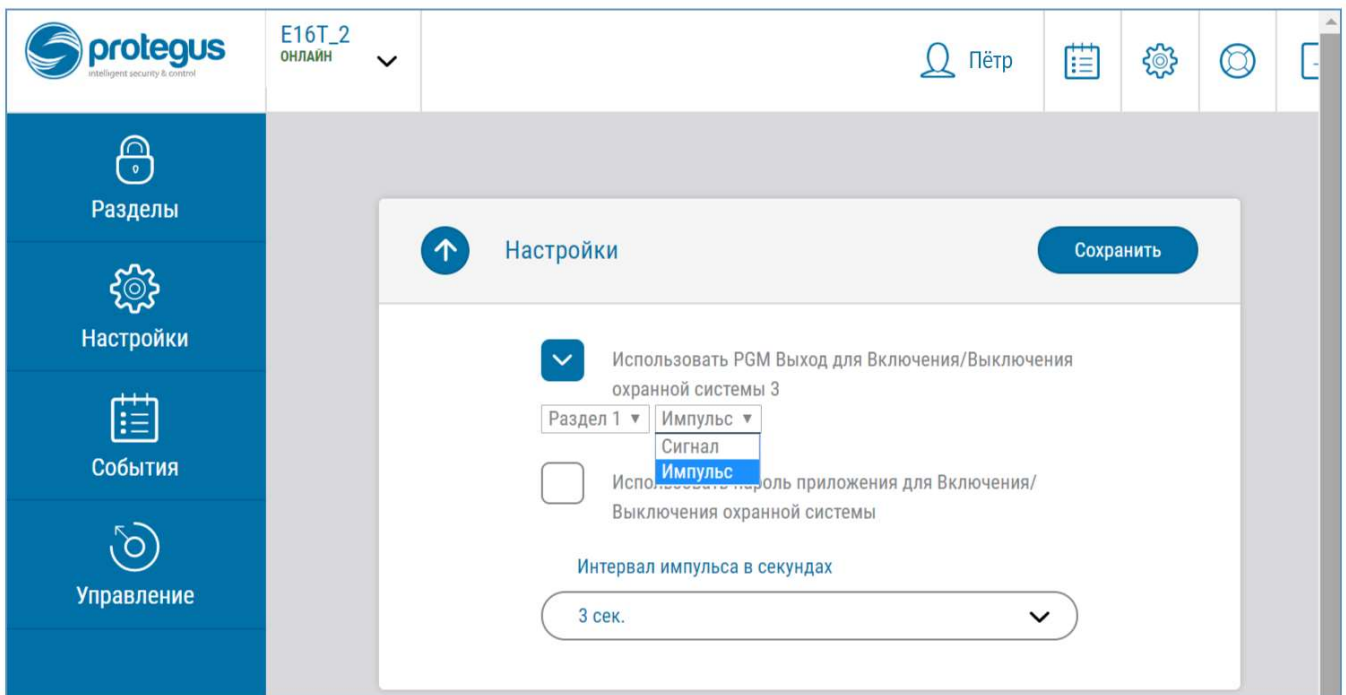 protegus
intelligent security & control
E16T_2
ОНЛАЙН
Пётр
Разделы
Настройки
События
Управление
Настройки
Сохранить
Использовать PGM Выход для Включения/Выключения
охранной системы 3
Раздел 1 Импульс
Сигнал
Импульс
пароль приложения для Включения/
Выключения охранной системы
Интервал импульса в секундах
3 сек.